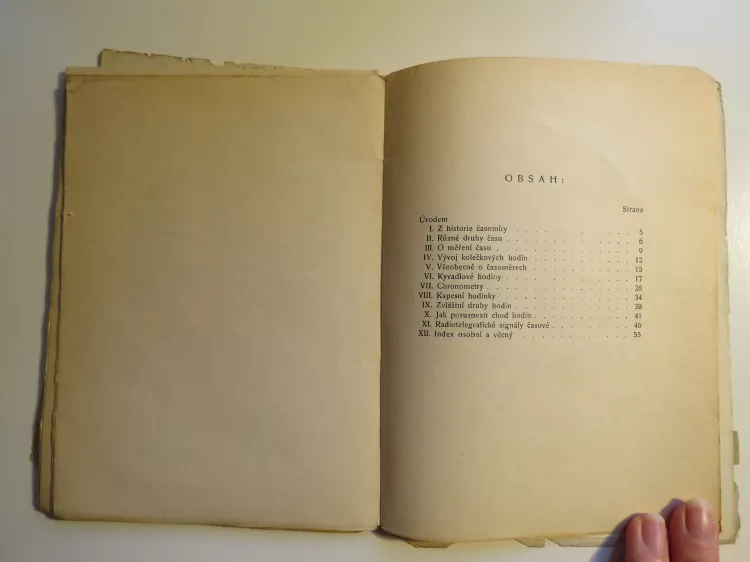 OBSAH:
Strana
Úvodem
I. Z historie časomíry . . . . . . . . . . . . 5
II. Různé druhy času . . . . . . . . . . . . 6
III. O měření času . . . . . . . . . . . . 9
IV. Vývoj kolečkových hodin . . . . . . . . . . 12
V. Všeobecné o časoměrech . . . . . . . . . . 15
VI. Kyvadlové hodiny . . . . . . . . . . . . 17
VII. Chronometry . . . . . . . . . . . . . . 28
VIII. Kapesní hodinky . . . . . . . . . . . . 34
IX. Zvláštní druhy hodin . . . . . . . . . . . 39
X. Jak posuzovati chod hodin . . . . . . . . . . 41
XI. Radiotelegrafické signály časové . . . . . . . . 46
XII. Index osobní a věcný . . . . . . . . . . . 55